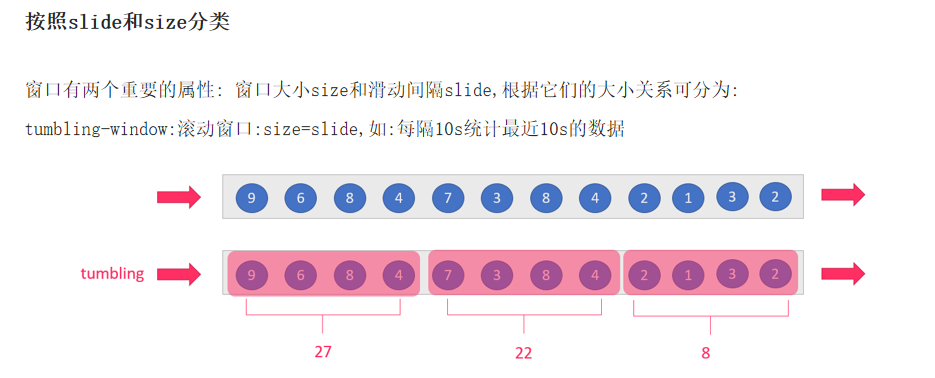 按照slide和size分类
窗口有两个重要的属性: 窗口大小size和滑动间隔slide,根据它们的大小关系可分为:
tumbling-window:滚动窗口:size=slide,如:每隔10s统计最近10s的数据
9 6 8 4 7 3 8 4 2 1 3 2
tumbling 9 6 8 4 7 3 8 4 2 1 3 2
27 22 8